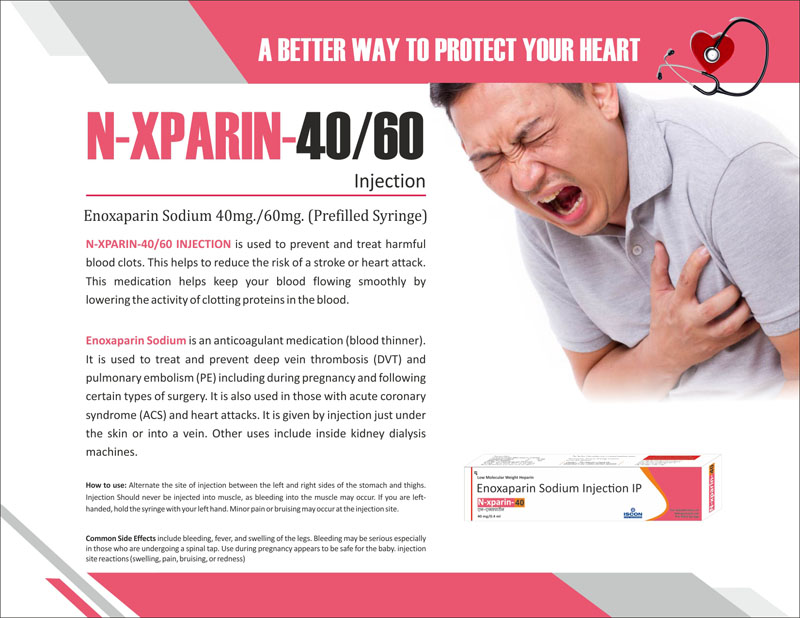 A BETTER WAY TO PROTECT YOUR HEART
N-XPARIN-40/60
Injection
Enoxaparin Sodium 40mg./60mg. (Prefilled Syringe)
N-XPARIN-40/60 INJECTION is used to prevent and treat harmful
blood clots. This helps to reduce the risk of a stroke or heart attack.
This medication helps keep your blood flowing smoothly by
lowering the activity of clotting proteins in the blood.
Enoxaparin Sodium is an anticoagulant medication (blood thinner).
It is used to treat and prevent deep vein thrombosis (DVT) and
pulmonary embolism (PE) including during pregnancy and following
certain types of surgery. It is also used in those with acute coronary
syndrome (ACS) and heart attacks. It is given by injection just under
the skin or into a vein. Other uses include inside kidney dialysis
machines.
How to use: Alternate the site of injection between the left and right sides of the stomach and thighs.
Injection Should never be injected into muscle, as bleeding into the muscle may occur. If you are left-
handed, hold the syringe with your left hand. Minor pain or bruising may occur at the injection site.
Common Side Effects include bleeding, fever, and swelling of the legs. Bleeding may be serious especially
in those who are undergoing a spinal tap. Use during pregnancy appears to be safe for the baby. injection
site reactions (swelling, pain, bruising, or redness)
Low Molecular Weight Heparin
Enoxaparin Sodium Injection IP
N-xparin-40
40 mg/0.4 ml
ISCON
N-xparin-40